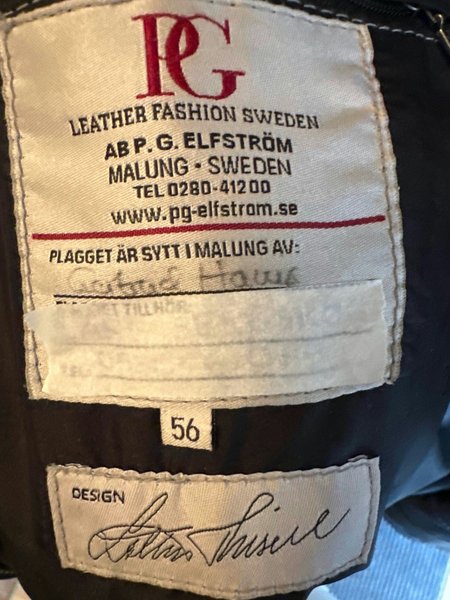 PG
LEATHER FASHION SWEDEN
AB P. G. ELFSTRÖM
MALUNG • SWEDEN
TEL 0280-412 00
www.pg-elfstrom.se
PLAGGET ÄR SYTT I MALUNG AV:
TILLHÖR
56
DESIGN